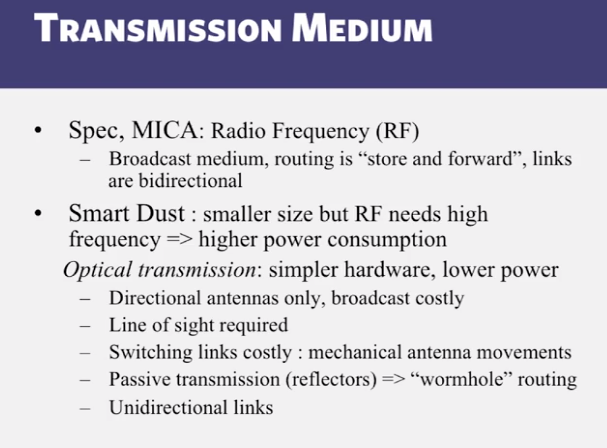 TRANSMISSION MEDIUM
• Spec, MICA: Radio Frequency (RF)
– Broadcast medium, routing is “store and forward”, links
are bidirectional
• Smart Dust : smaller size but RF needs high
frequency => higher power consumption
Optical transmission: simpler hardware, lower power
– Directional antennas only, broadcast costly
– Line of sight required
– Switching links costly : mechanical antenna movements
– Passive transmission (reflectors) => “wormhole” routing
– Unidirectional links